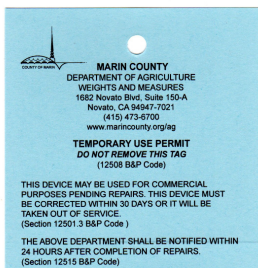 COUNTY OF MARIN
MARIN COUNTY
DEPARTMENT OF AGRICULTURE
WEIGHTS AND MEASURES
1682 Novato Blvd, Suite 150-A
Novato, CA 94947-7021
(415) 473-6700
www.marincounty.org/ag
TEMPORARY USE PERMIT
DO NOT REMOVE THIS TAG
(12508 B&P Code)
THIS DEVICE MAY BE USED FOR COMMERCIAL
PURPOSES PENDING REPAIRS. THIS DEVICE MUST
BE CORRECTED WITHIN 30 DAYS OR IT WILL BE
TAKEN OUT OF SERVICE.
(Section 12501.3 B&P Code )
THE ABOVE DEPARTMENT SHALL BE NOTIFIED WITHIN
24 HOURS AFTER COMPLETION OF REPAIRS.
(Section 12515 B&P Code)